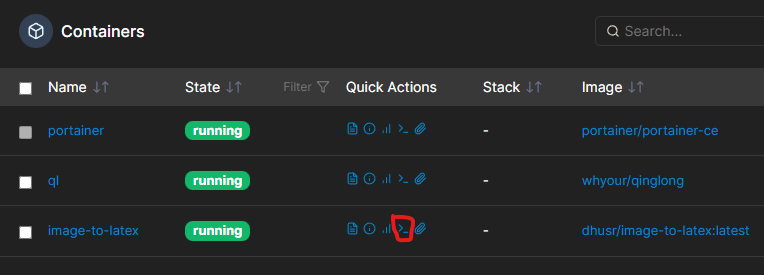 Containers
Search...
Name State Filter Quick Actions Stack Image
portainer running - portainer/portainer-ce
ql running - whyour/qinglong
image-to-latex running - dhusr/image-to-latex:latest